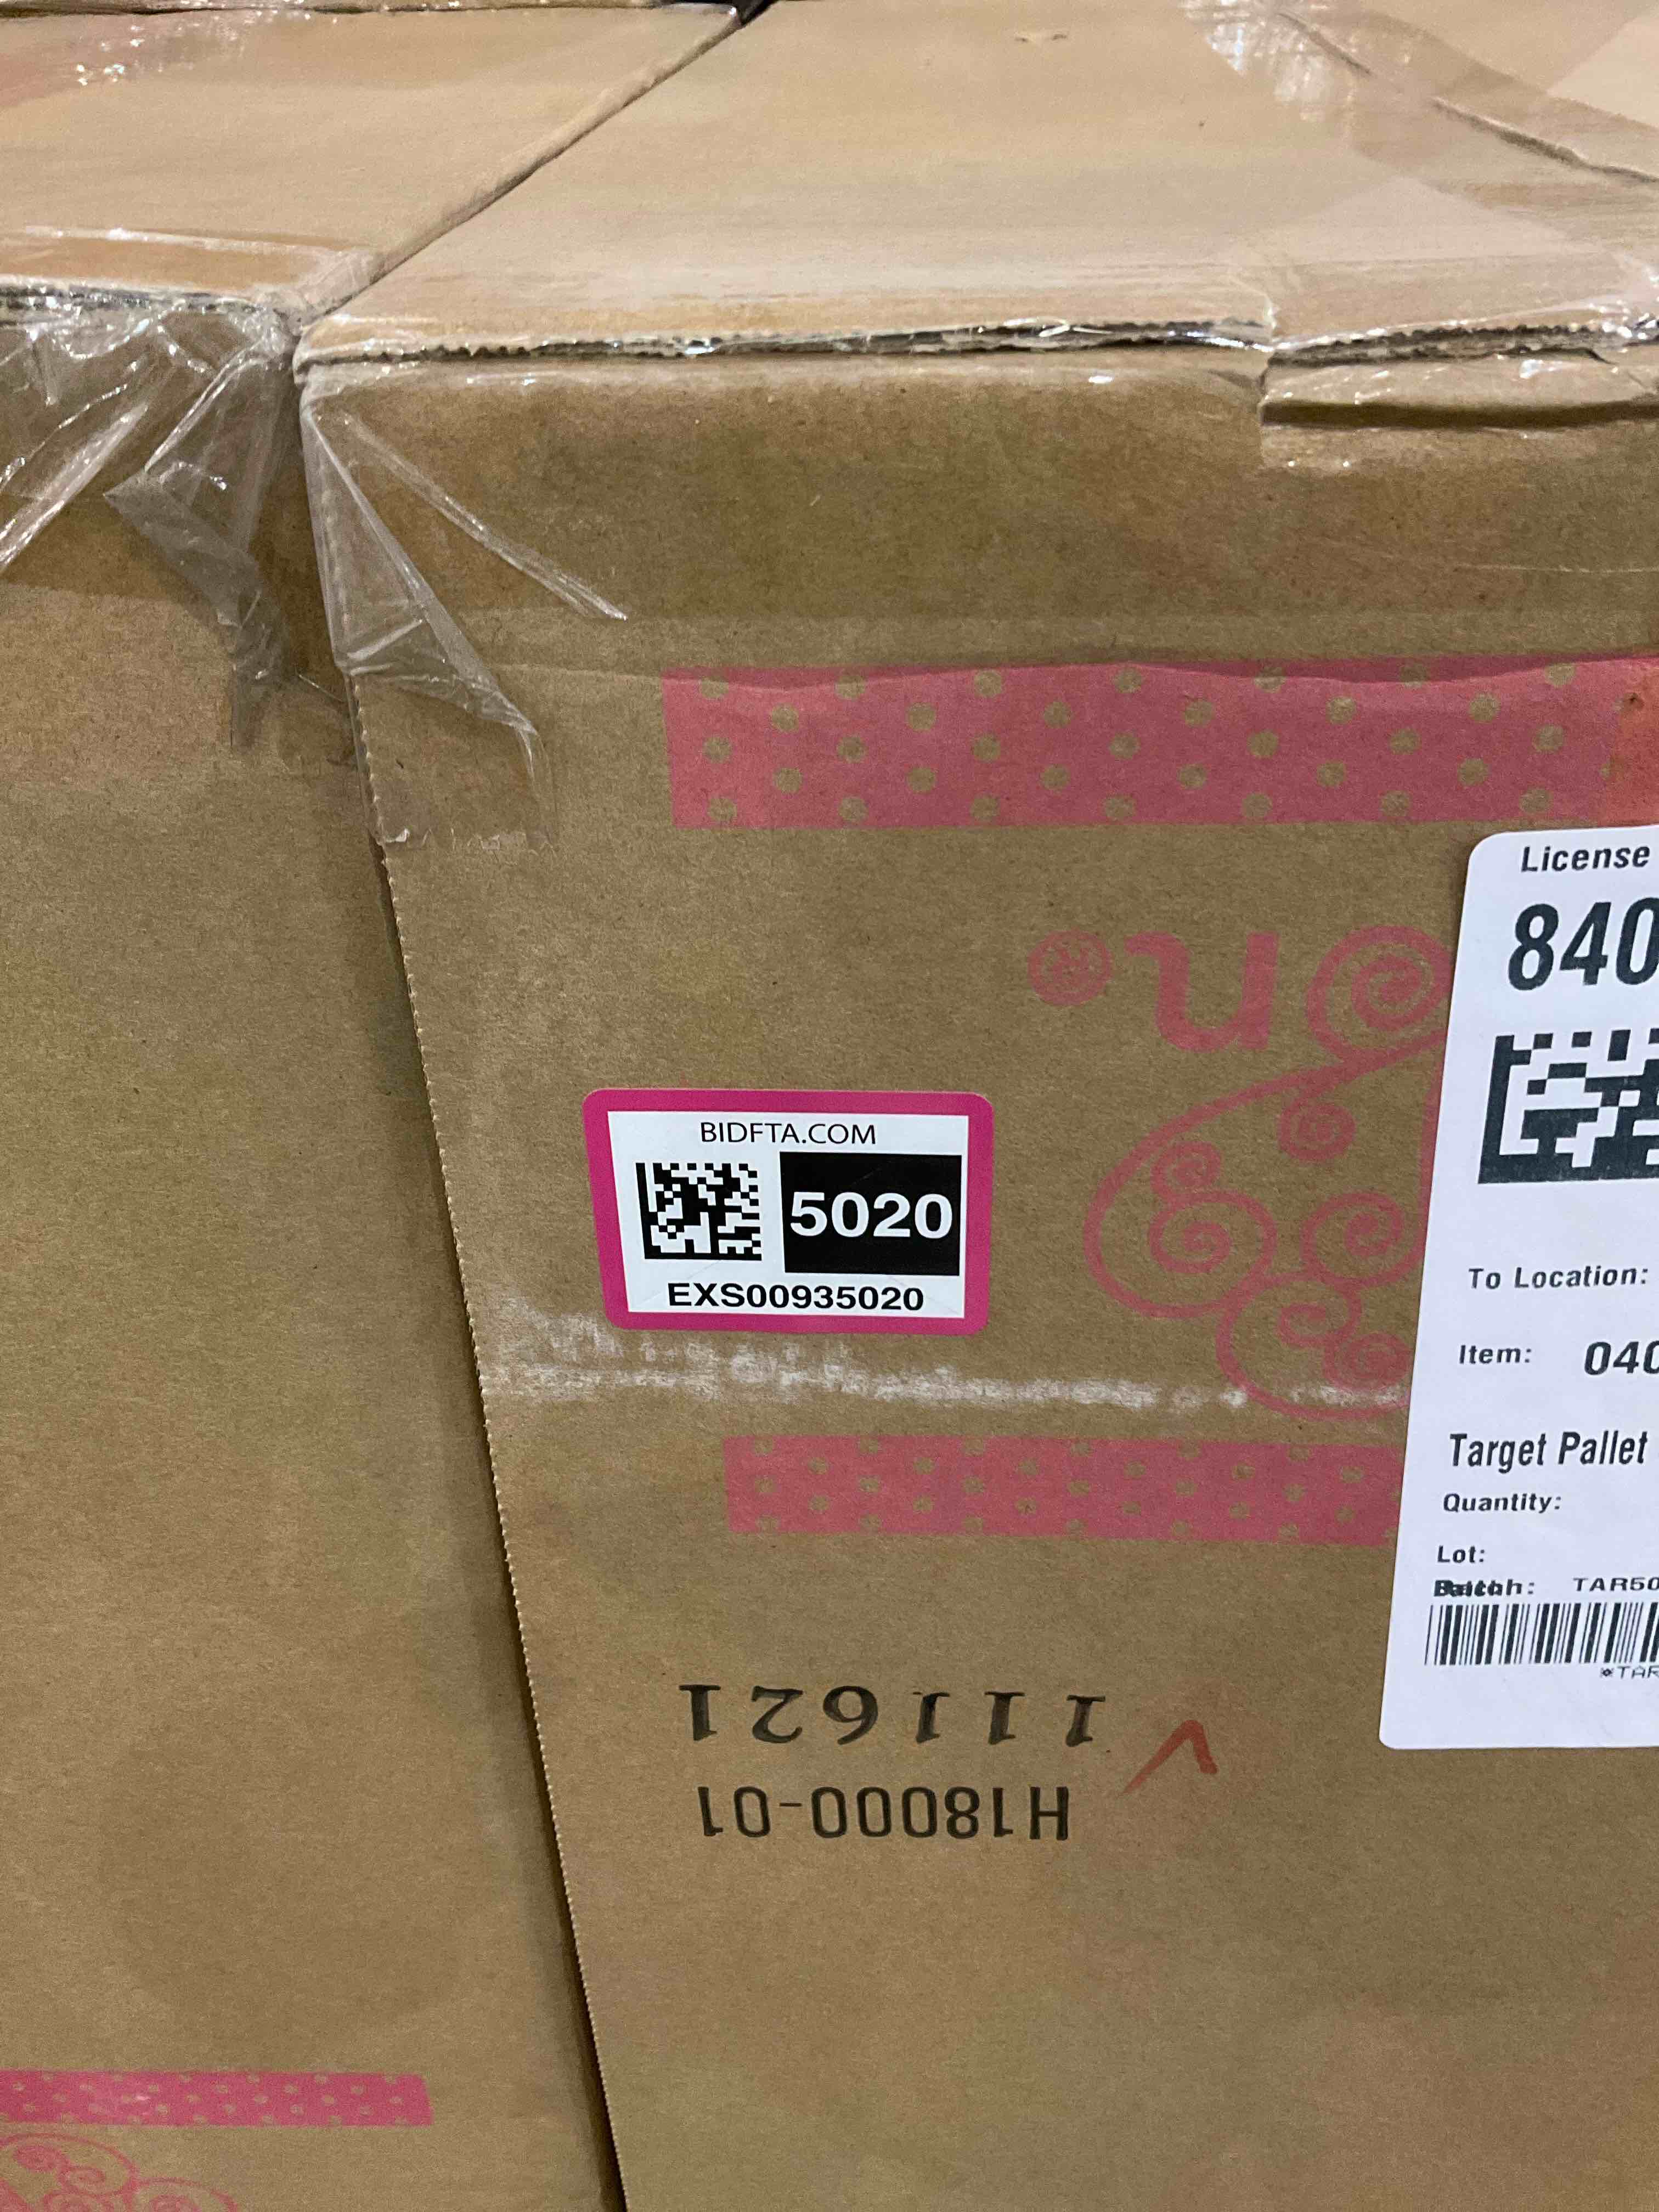 n®
BIDFTA.COM
5020
EXS00935020
License
840
To Location:
Item: 040
Target Pallet
Quantity:
Lot:
Batch: TAR50
*TAR
111621
H18000-01